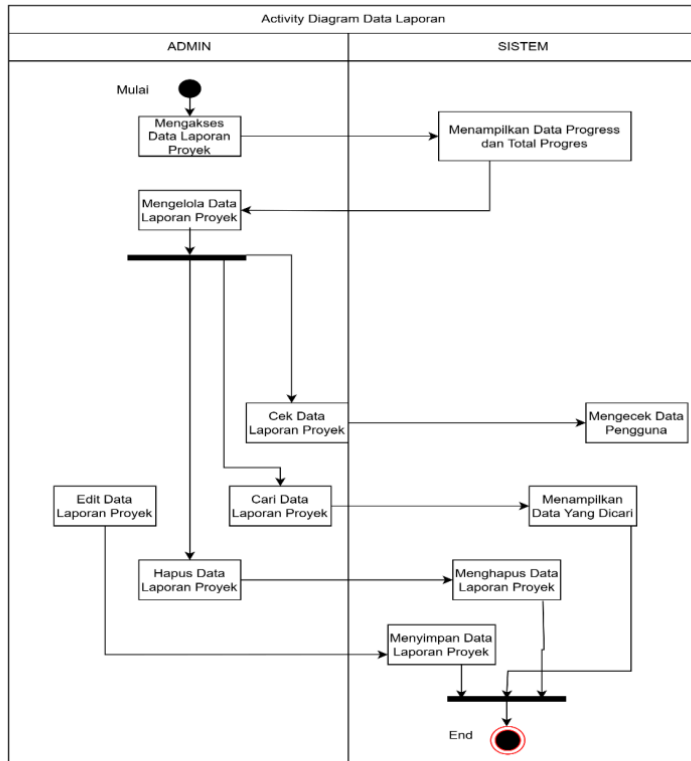 Activity Diagram Data Laporan
ADMIN
SISTEM
Mulai
Mengakses
Data Laporan
Proyek
Menampilkan Data Progress
dan Total Progres
Mengelola Data
Laporan Proyek
Cek Data
Laporan Proyek
Mengecek Data
Pengguna
Edit Data
Laporan Proyek
Cari Data
Laporan Proyek
Menampilkan
Data Yang Dicari
Hapus Data
Laporan Proyek
Menghapus Data
Laporan Proyek
Menyimpan Data
Laporan Proyek
End